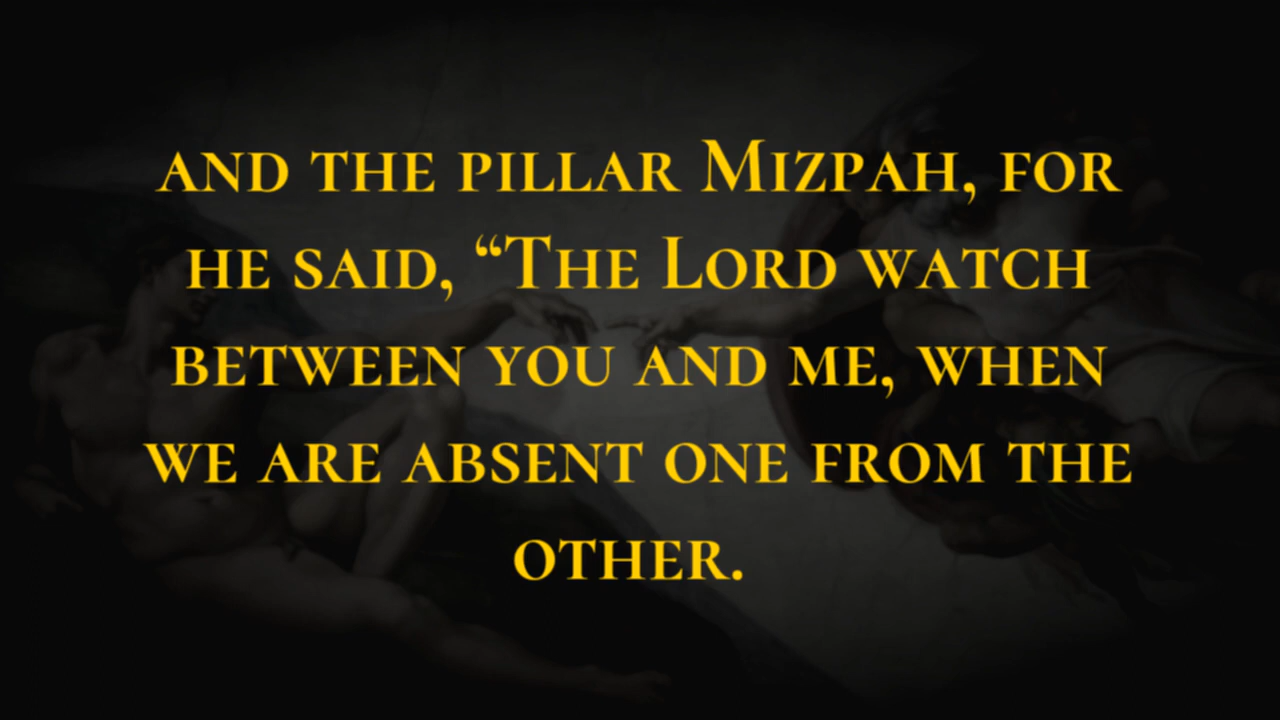 and the pillar Mizpah, for
he said, “The Lord watch
between you and me, when
we are absent one from the
other.